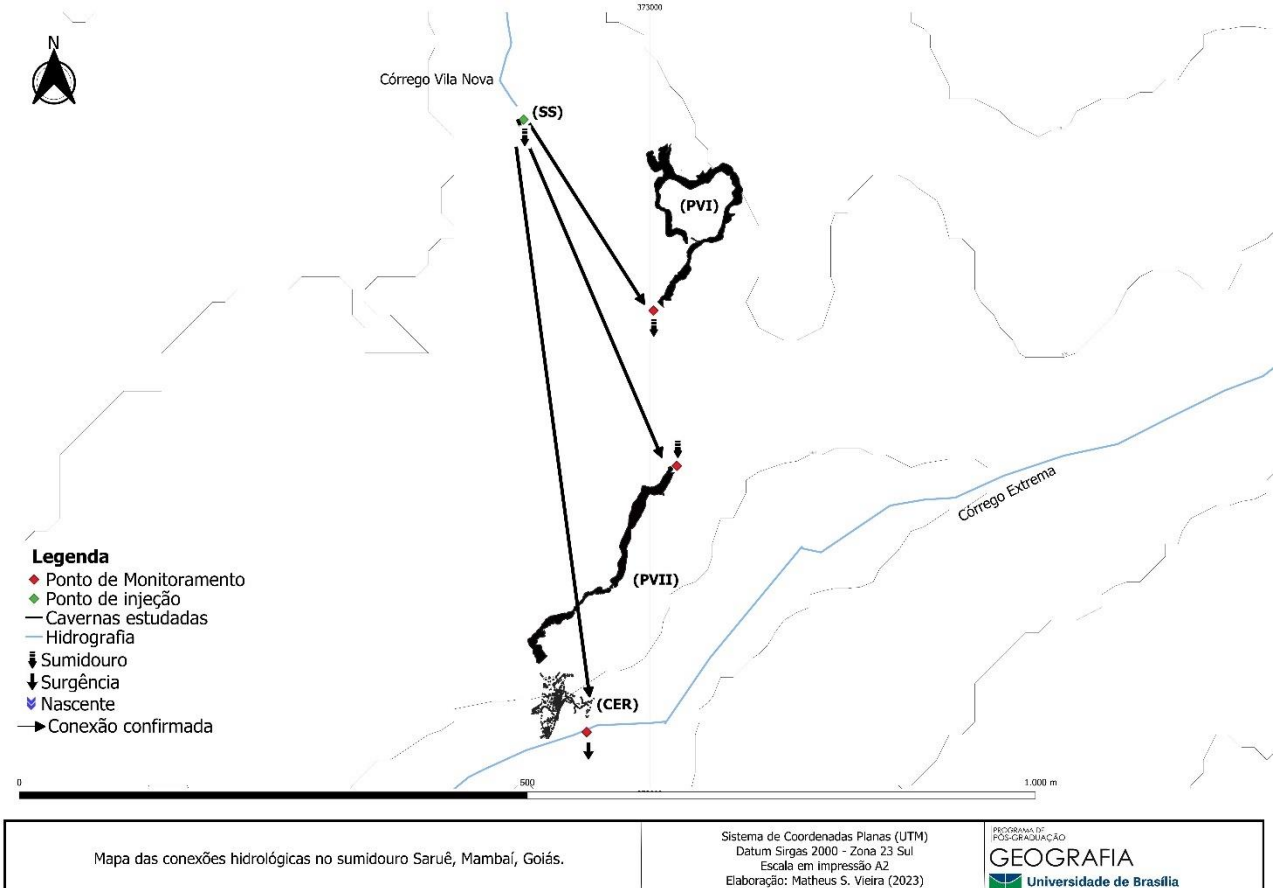 373000
N
Córrego Vila Nova
(SS)
(PVI)
Córrego Extrema
(PVII)
(CER)
Legenda
Ponto de Monitoramento
Ponto de injeção
Cavernas estudadas
Hidrografia
Sumidouro
Surgência
Nascente
Conexão confirmada
0
500
1.000 m
Mapa das conexões hidrológicas no sumidouro Saruê, Mambaí, Goiás.
Sistema de Coordenadas Planas (UTM)
Datum Sirgas 2000 - Zona 23 Sul
Escala em impressão A2
Elaboração: Matheus S. Vieira (2023)
PROGRAMA DE
PÓS-GRADUAÇÃO
GEOGRAFIA
Universidade de Brasília